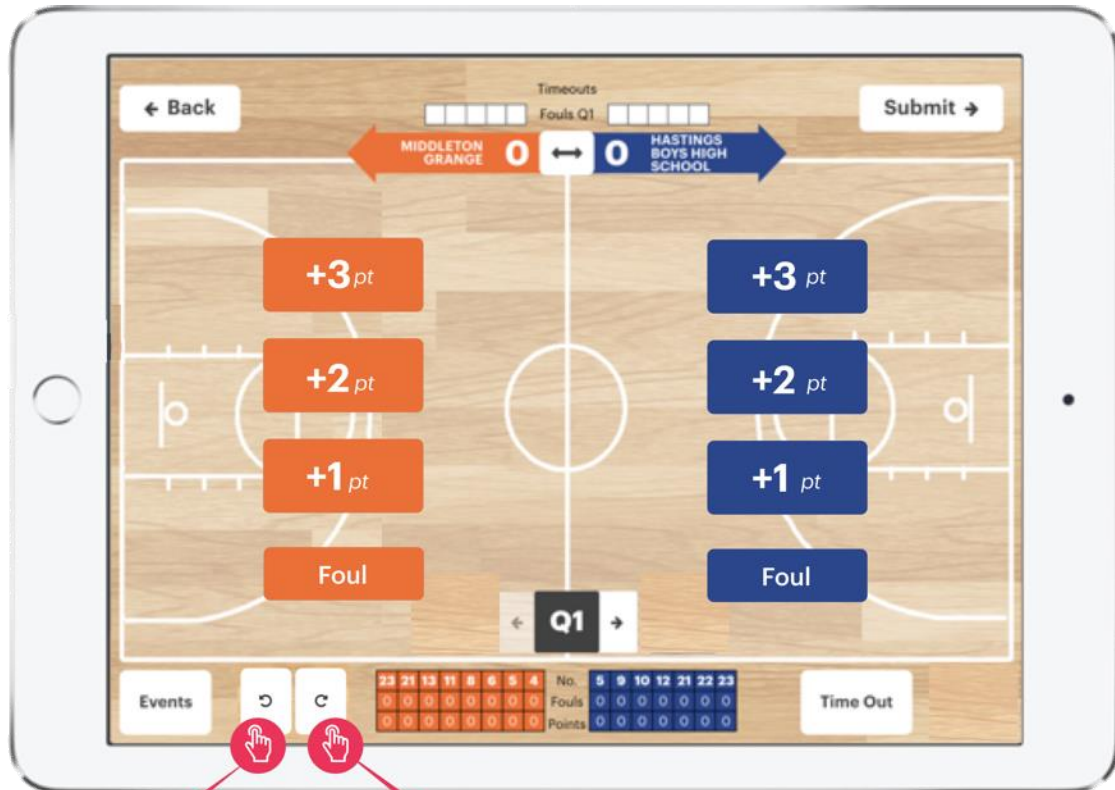 ← Back
Timeouts
Fouls Q1
Submit →
MIDDLETON GRANGE
0
0
HASTINGS BOYS HIGH SCHOOL
+3 pt
+3 pt
+2 pt
+2 pt
+1 pt
+1 pt
Foul
Foul
← Q1 →
Events
23 21 13 11 8 6 5 4 No. 5 9 10 12 21 22 23
0 0 0 0 0 0 0 0 Fouls 0 0 0 0 0 0 0
0 0 0 0 0 0 0 0 Points 0 0 0 0 0 0 0
Time Out